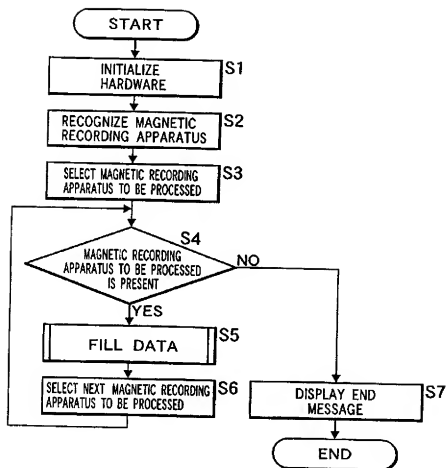 START
INITIALIZE
HARDWARE
S1
RECOGNIZE MAGNETIC
RECORDING APPARATUS
S2
SELECT MAGNETIC RECORDING
APPARATUS TO BE PROCESSED
S3
S4
MAGNETIC RECORDING
APPARATUS TO BE PROCESSED
IS PRESENT
NO
YES
FILL DATA
S5
SELECT NEXT MAGNETIC RECORDING
APPARATUS TO BE PROCESSED
S6
DISPLAY END
MESSAGE
S7
END